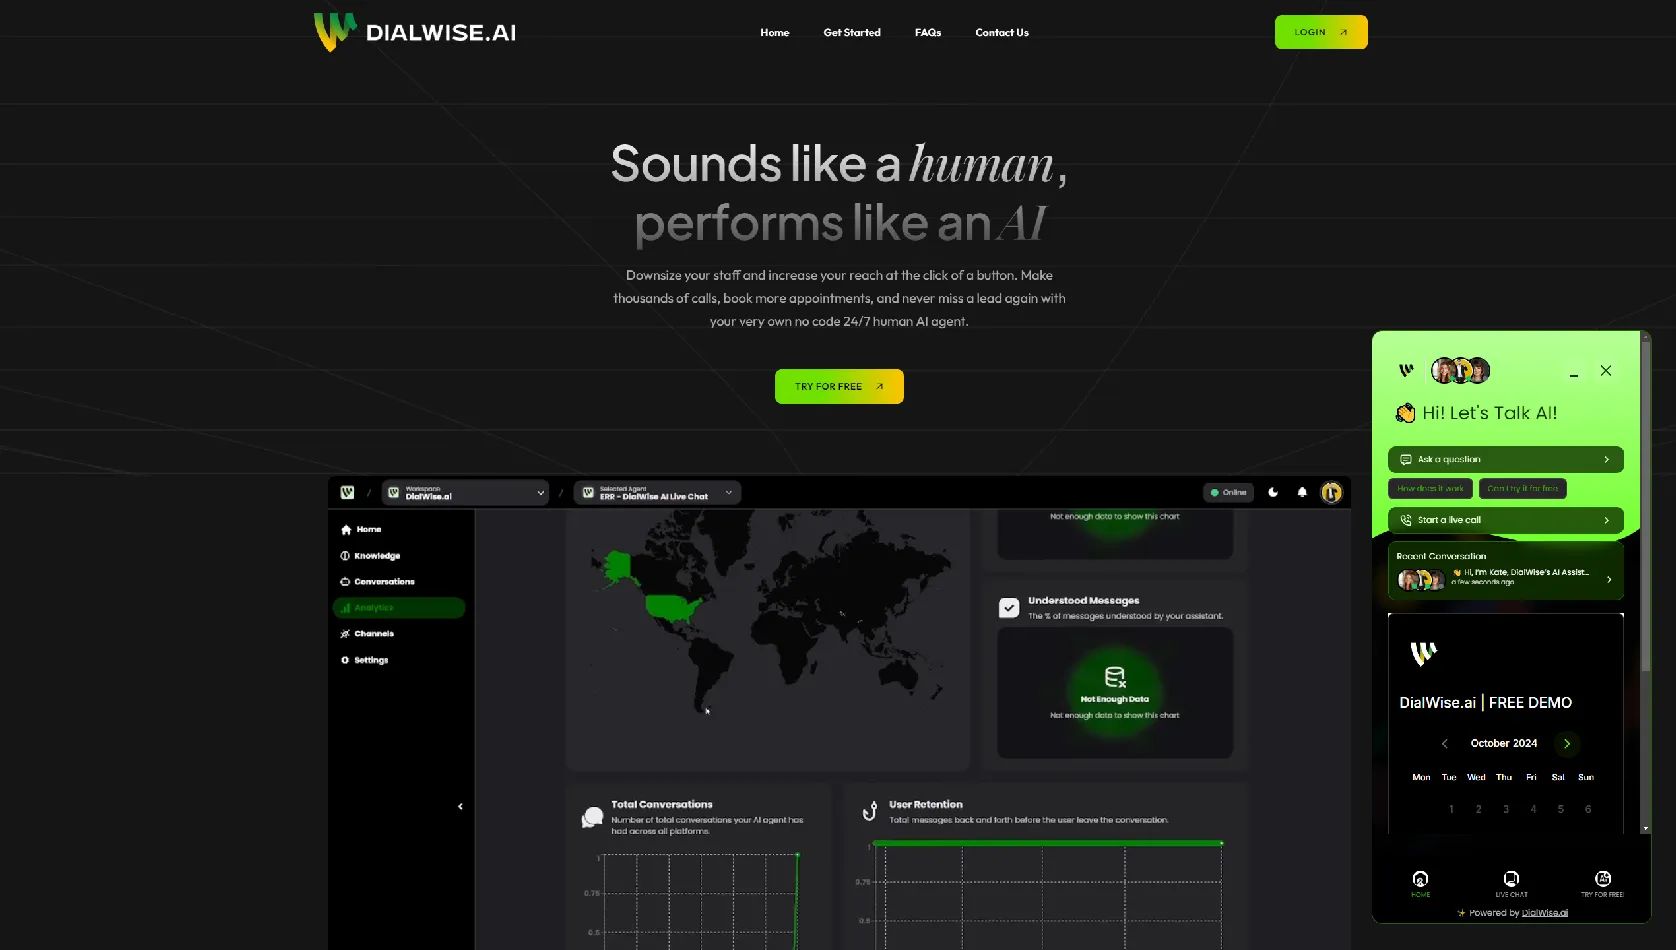 DIALWISE.AI
Home
Get Started
FAQs
Contact Us
LOGIN
Sounds like a human,
performs like an AI
Downsize your staff and increase your reach at the click of a button. Make
thousands of calls, book more appointments, and never miss a lead again with
your very own no code 24/7 human AI agent.
TRY FOR FREE
/
Workspace
DialWise.ai
/
Selected Agent
ERR - DialWise AI Live Chat
Online
Home
Knowledge
Conversations
Analytics
Channels
Settings
Not enough data to show this chart
Understood Messages
The % of messages understood by your assistant.
Not Enough Data
Not enough data to show this chart
Total Conversations
Number of total conversations your AI agent has
had across all platforms.
1
0.75
0.5
User Retention
Total messages back and forth before the user leave the conversation.
1
0.75
0.5
👋 Hi! Let's Talk AI!
Ask a question
How does it work
Can I try it for free
Start a live call
Recent Conversation
👋 Hi, I'm Kate, DialWise's AI Assist...
a few seconds ago
DialWise.ai | FREE DEMO
October 2024
Mon Tue Wed Thu Fri Sat Sun
1 2 3 4 5 6
HOME
LIVE CHAT
TRY FOR FREE!
✨ Powered by DialWise.ai